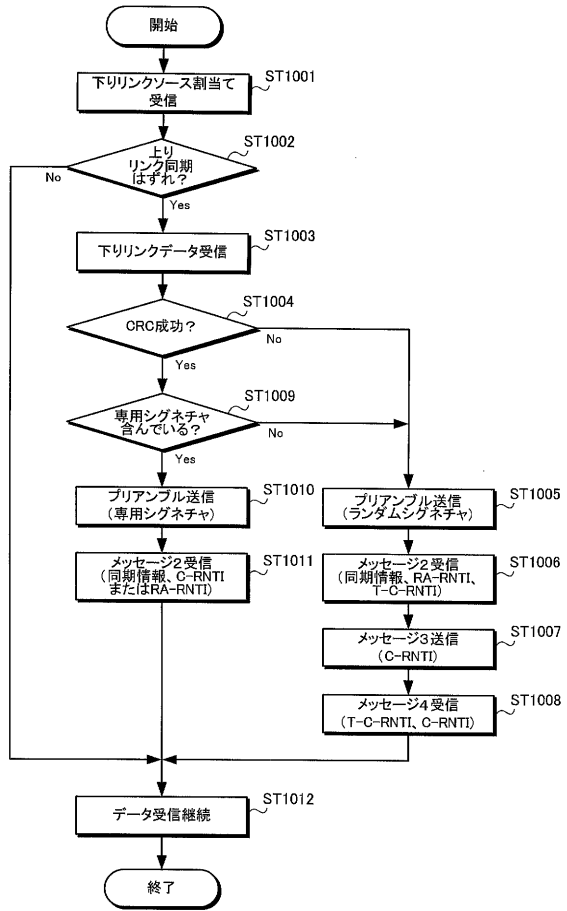 開始
下りリンクソース割当て
受信
ST1001
上り
リンク同期
はずれ？
ST1002
No
Yes
下りリンクデータ受信
ST1003
CRC成功？
ST1004
No
Yes
専用シグネチャ
含んでいる？
ST1009
No
Yes
プリアンブル送信
(専用シグネチャ)
ST1010
プリアンブル送信
(ランダムシグネチャ)
ST1005
メッセージ2受信
(同期情報、C-RNTI
またはRA-RNTI)
ST1011
メッセージ2受信
(同期情報、RA-RNTI、
T-C-RNTI)
ST1006
メッセージ3送信
(C-RNTI)
ST1007
メッセージ4受信
(T-C-RNTI、C-RNTI)
ST1008
データ受信継続
ST1012
終了